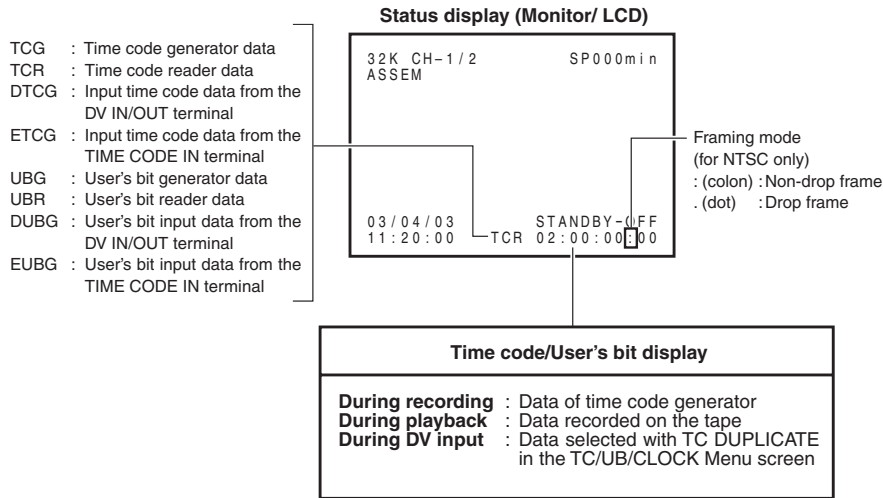 Status display (Monitor/ LCD)
TCG : Time code generator data
TCR : Time code reader data
DTCG : Input time code data from the
DV IN/OUT terminal
ETCG : Input time code data from the
TIME CODE IN terminal
UBG : User's bit generator data
UBR : User's bit reader data
DUBG : User's bit input data from the
DV IN/OUT terminal
EUBG : User's bit input data from the
TIME CODE IN terminal
32K CH-1/2 SP000min
ASSEM
03/04/03 STANDBY-OFF
11:20:00 TCR 02:00:00:00
Framing mode
(for NTSC only)
: (colon) : Non-drop frame
. (dot) : Drop frame
Time code/User's bit display
During recording : Data of time code generator
During playback : Data recorded on the tape
During DV input : Data selected with TC DUPLICATE
in the TC/UB/CLOCK Menu screen